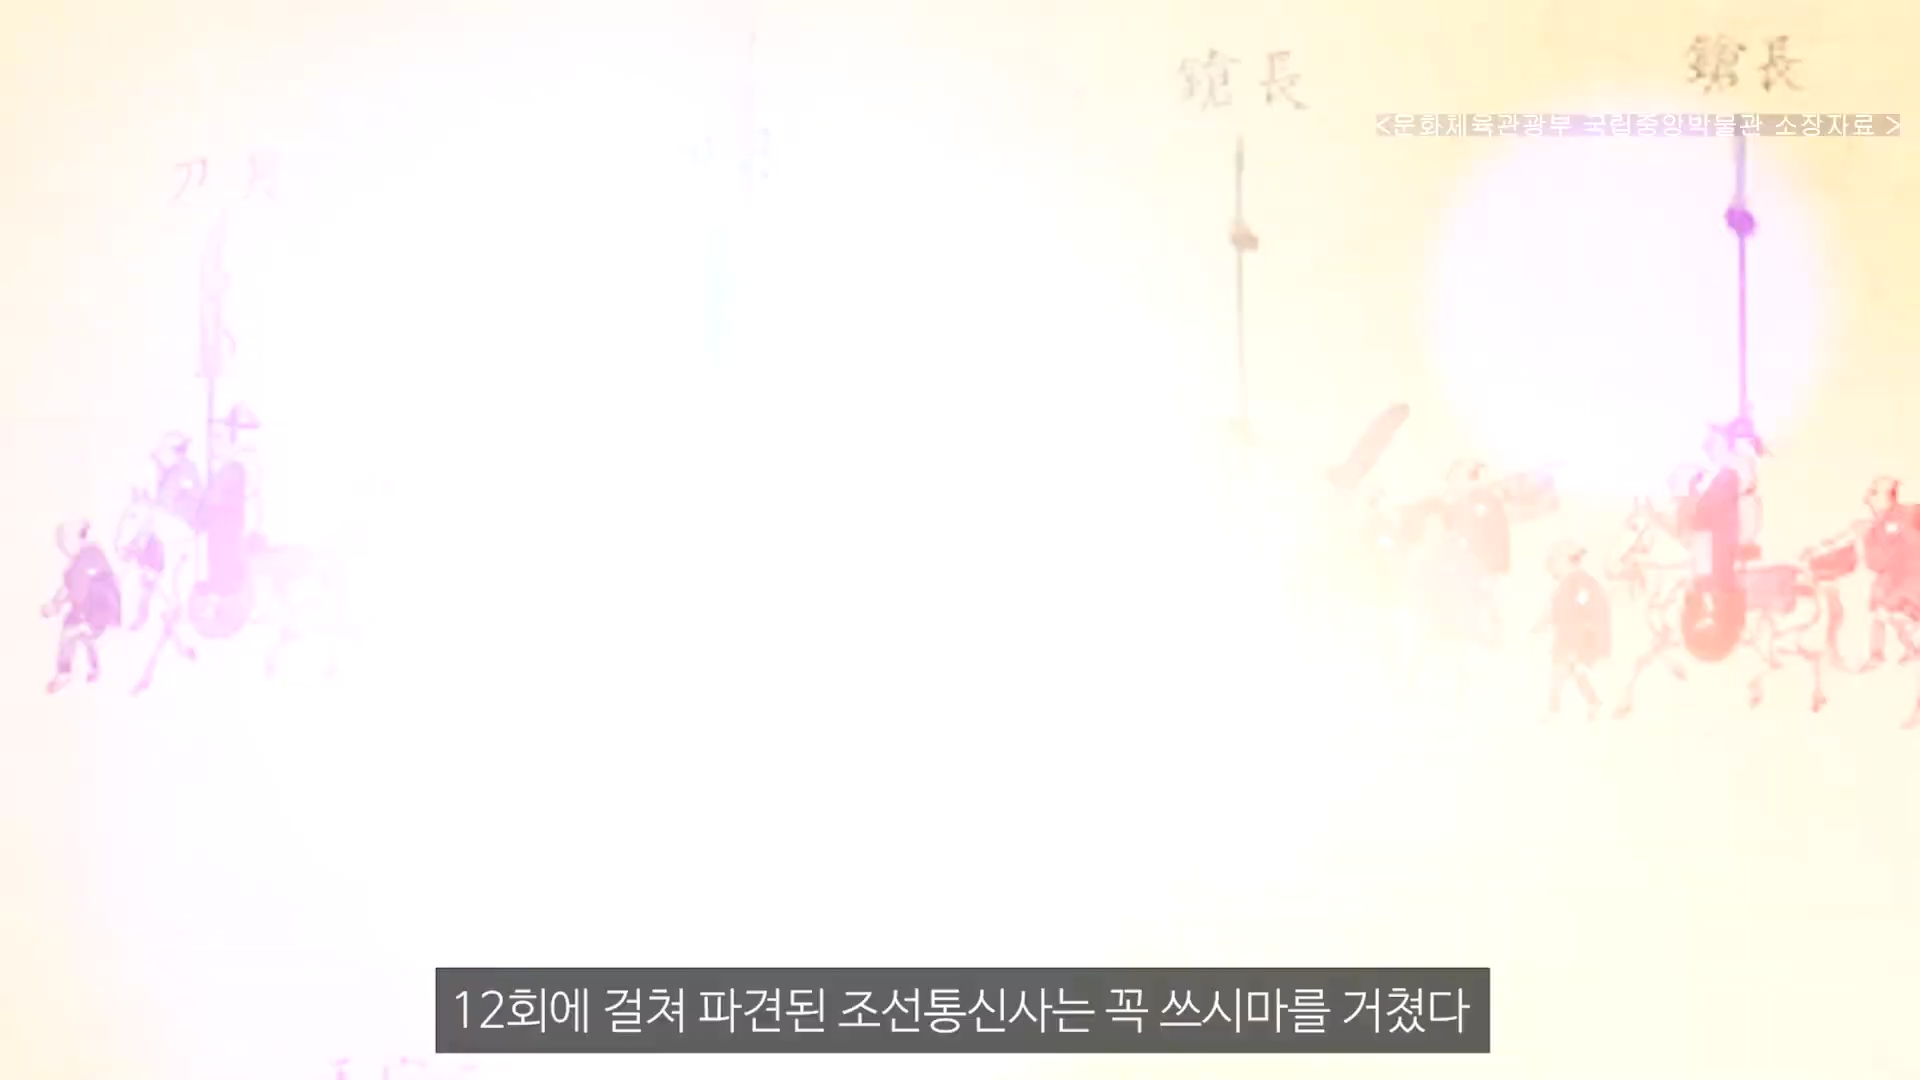 鎗長
鎗長
<문화체육관광부 국립중앙박물관 소장자료 >
12회에 걸쳐 파견된 조선통신사는 꼭 쓰시마를 거쳤다